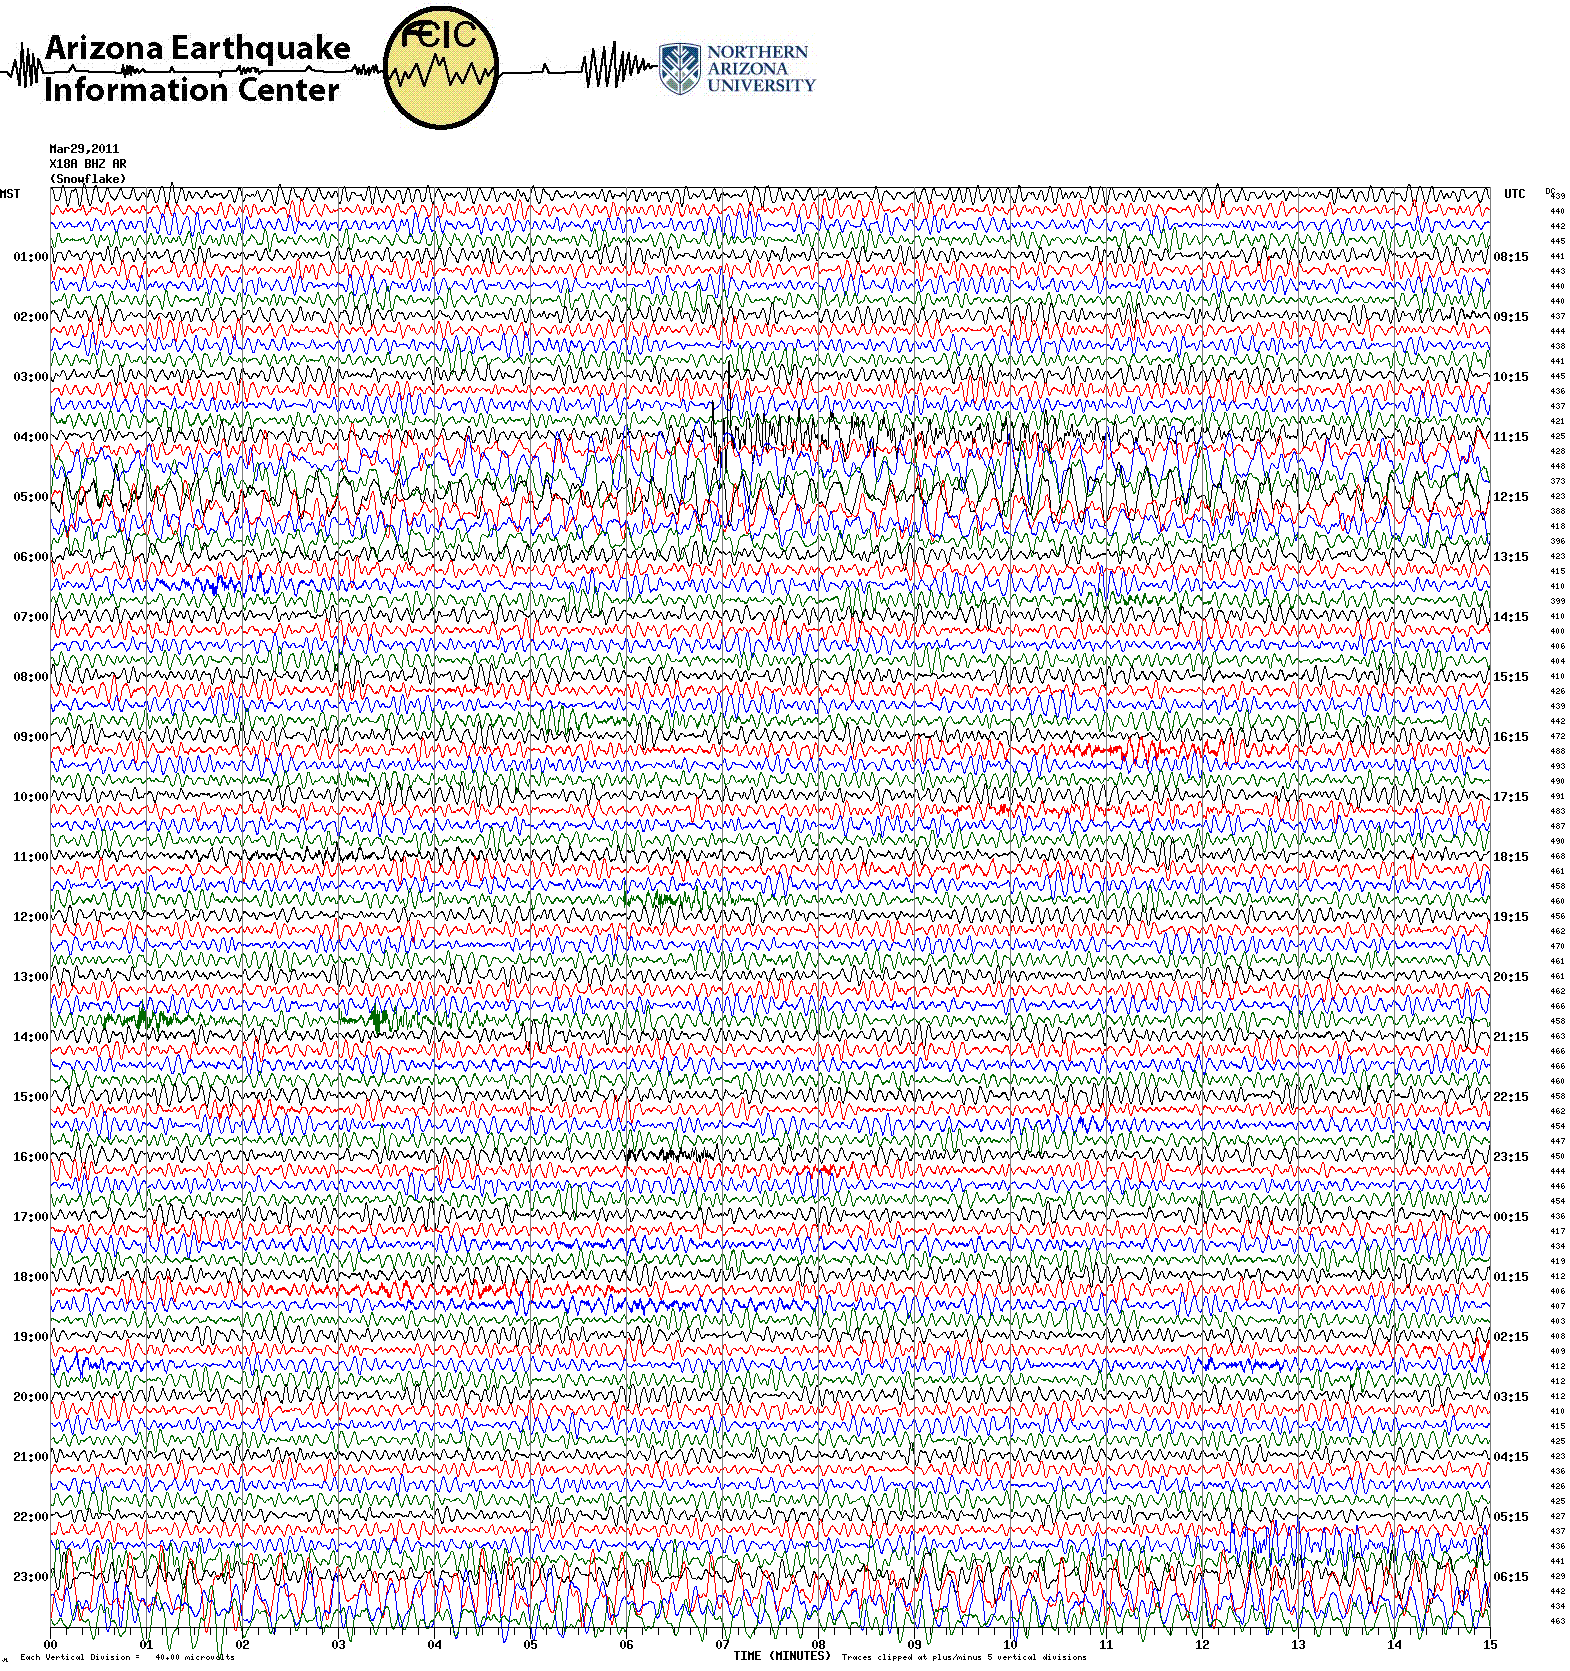 Arizona Earthquake
Information Center
ÆEIC
NORTHERN
ARIZONA
UNIVERSITY
Mar29,2011
X18A BHZ AR
(Snowflake)
MST UTC DC 439
440
442
445
01:00 08:15 441
443
440
440
02:00 09:15 437
444
438
441
03:00 10:15 445
436
437
421
04:00 11:15 425
428
448
373
05:00 12:15 423
388
418
396
06:00 13:15 423
415
410
399
07:00 14:15 410
400
406
404
08:00 15:15 410
426
439
442
09:00 16:15 472
488
493
490
10:00 17:15 491
483
487
490
11:00 18:15 468
461
458
460
12:00 19:15 456
462
470
461
13:00 20:15 461
462
466
458
14:00 21:15 463
466
466
460
15:00 22:15 458
462
454
447
16:00 23:15 450
444
446
454
17:00 00:15 436
417
434
419
18:00 01:15 412
406
407
403
19:00 02:15 408
409
412
412
20:00 03:15 412
410
415
425
21:00 04:15 423
436
426
425
22:00 05:15 427
437
436
441
23:00 06:15 429
442
434
463
00 01 02 03 04 05 06 07 08 09 10 11 12 13 14 15
Each Vertical Division = 40.00 microvolts TIME (MINUTES) Traces clipped at plus/minus 5 vertical divisions